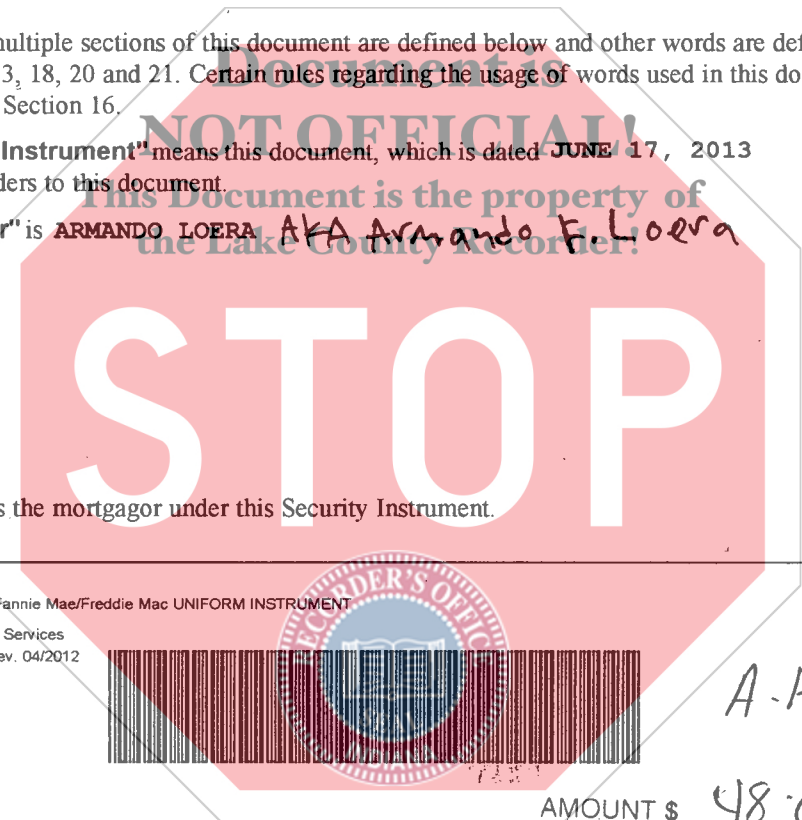 multiple sections of this document are defined below and other words are def
3, 18, 20 and 21. Certain rules regarding the usage of words used in this do
Section 16.
Document is
NOT OFFICIAL!
Instrument" means this document, which is dated JUNE 17, 2013
ders to this document.
This Document is the property of
the Lake County Recorder!
r" is ARMANDO LOERA AKA Armando F. Loera
STOP
s the mortgagor under this Security Instrument.
Fannie Mae/Freddie Mac UNIFORM INSTRUMENT
Services
ev. 04/2012
RECORDER'S OFFICE
SEAL
INDIANA
A.
AMOUNT $ 48